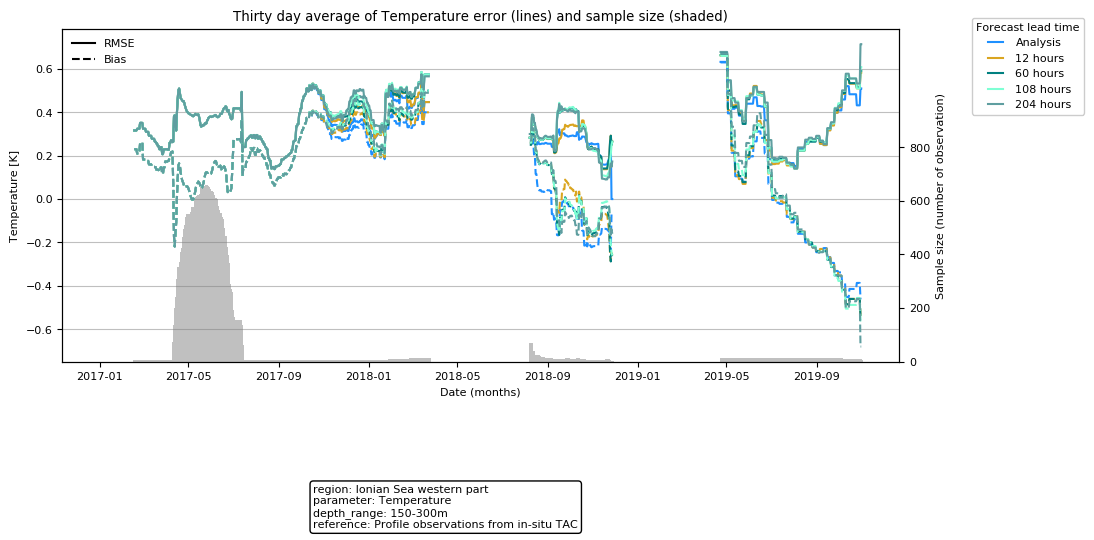 Thirty day average of Temperature error (lines) and sample size (shaded)
RMSE
Bias
Forecast lead time
Analysis
12 hours
60 hours
108 hours
204 hours
Temperature [K]
0.6
0.4
0.2
0.0
−0.2
−0.4
−0.6
Sample size (number of observation)
800
600
400
200
0
2017-01
2017-05
2017-09
2018-01
2018-05
2018-09
2019-01
2019-05
2019-09
Date (months)
region: Ionian Sea western part
parameter: Temperature
depth_range: 150-300m
reference: Profile observations from in-situ TAC